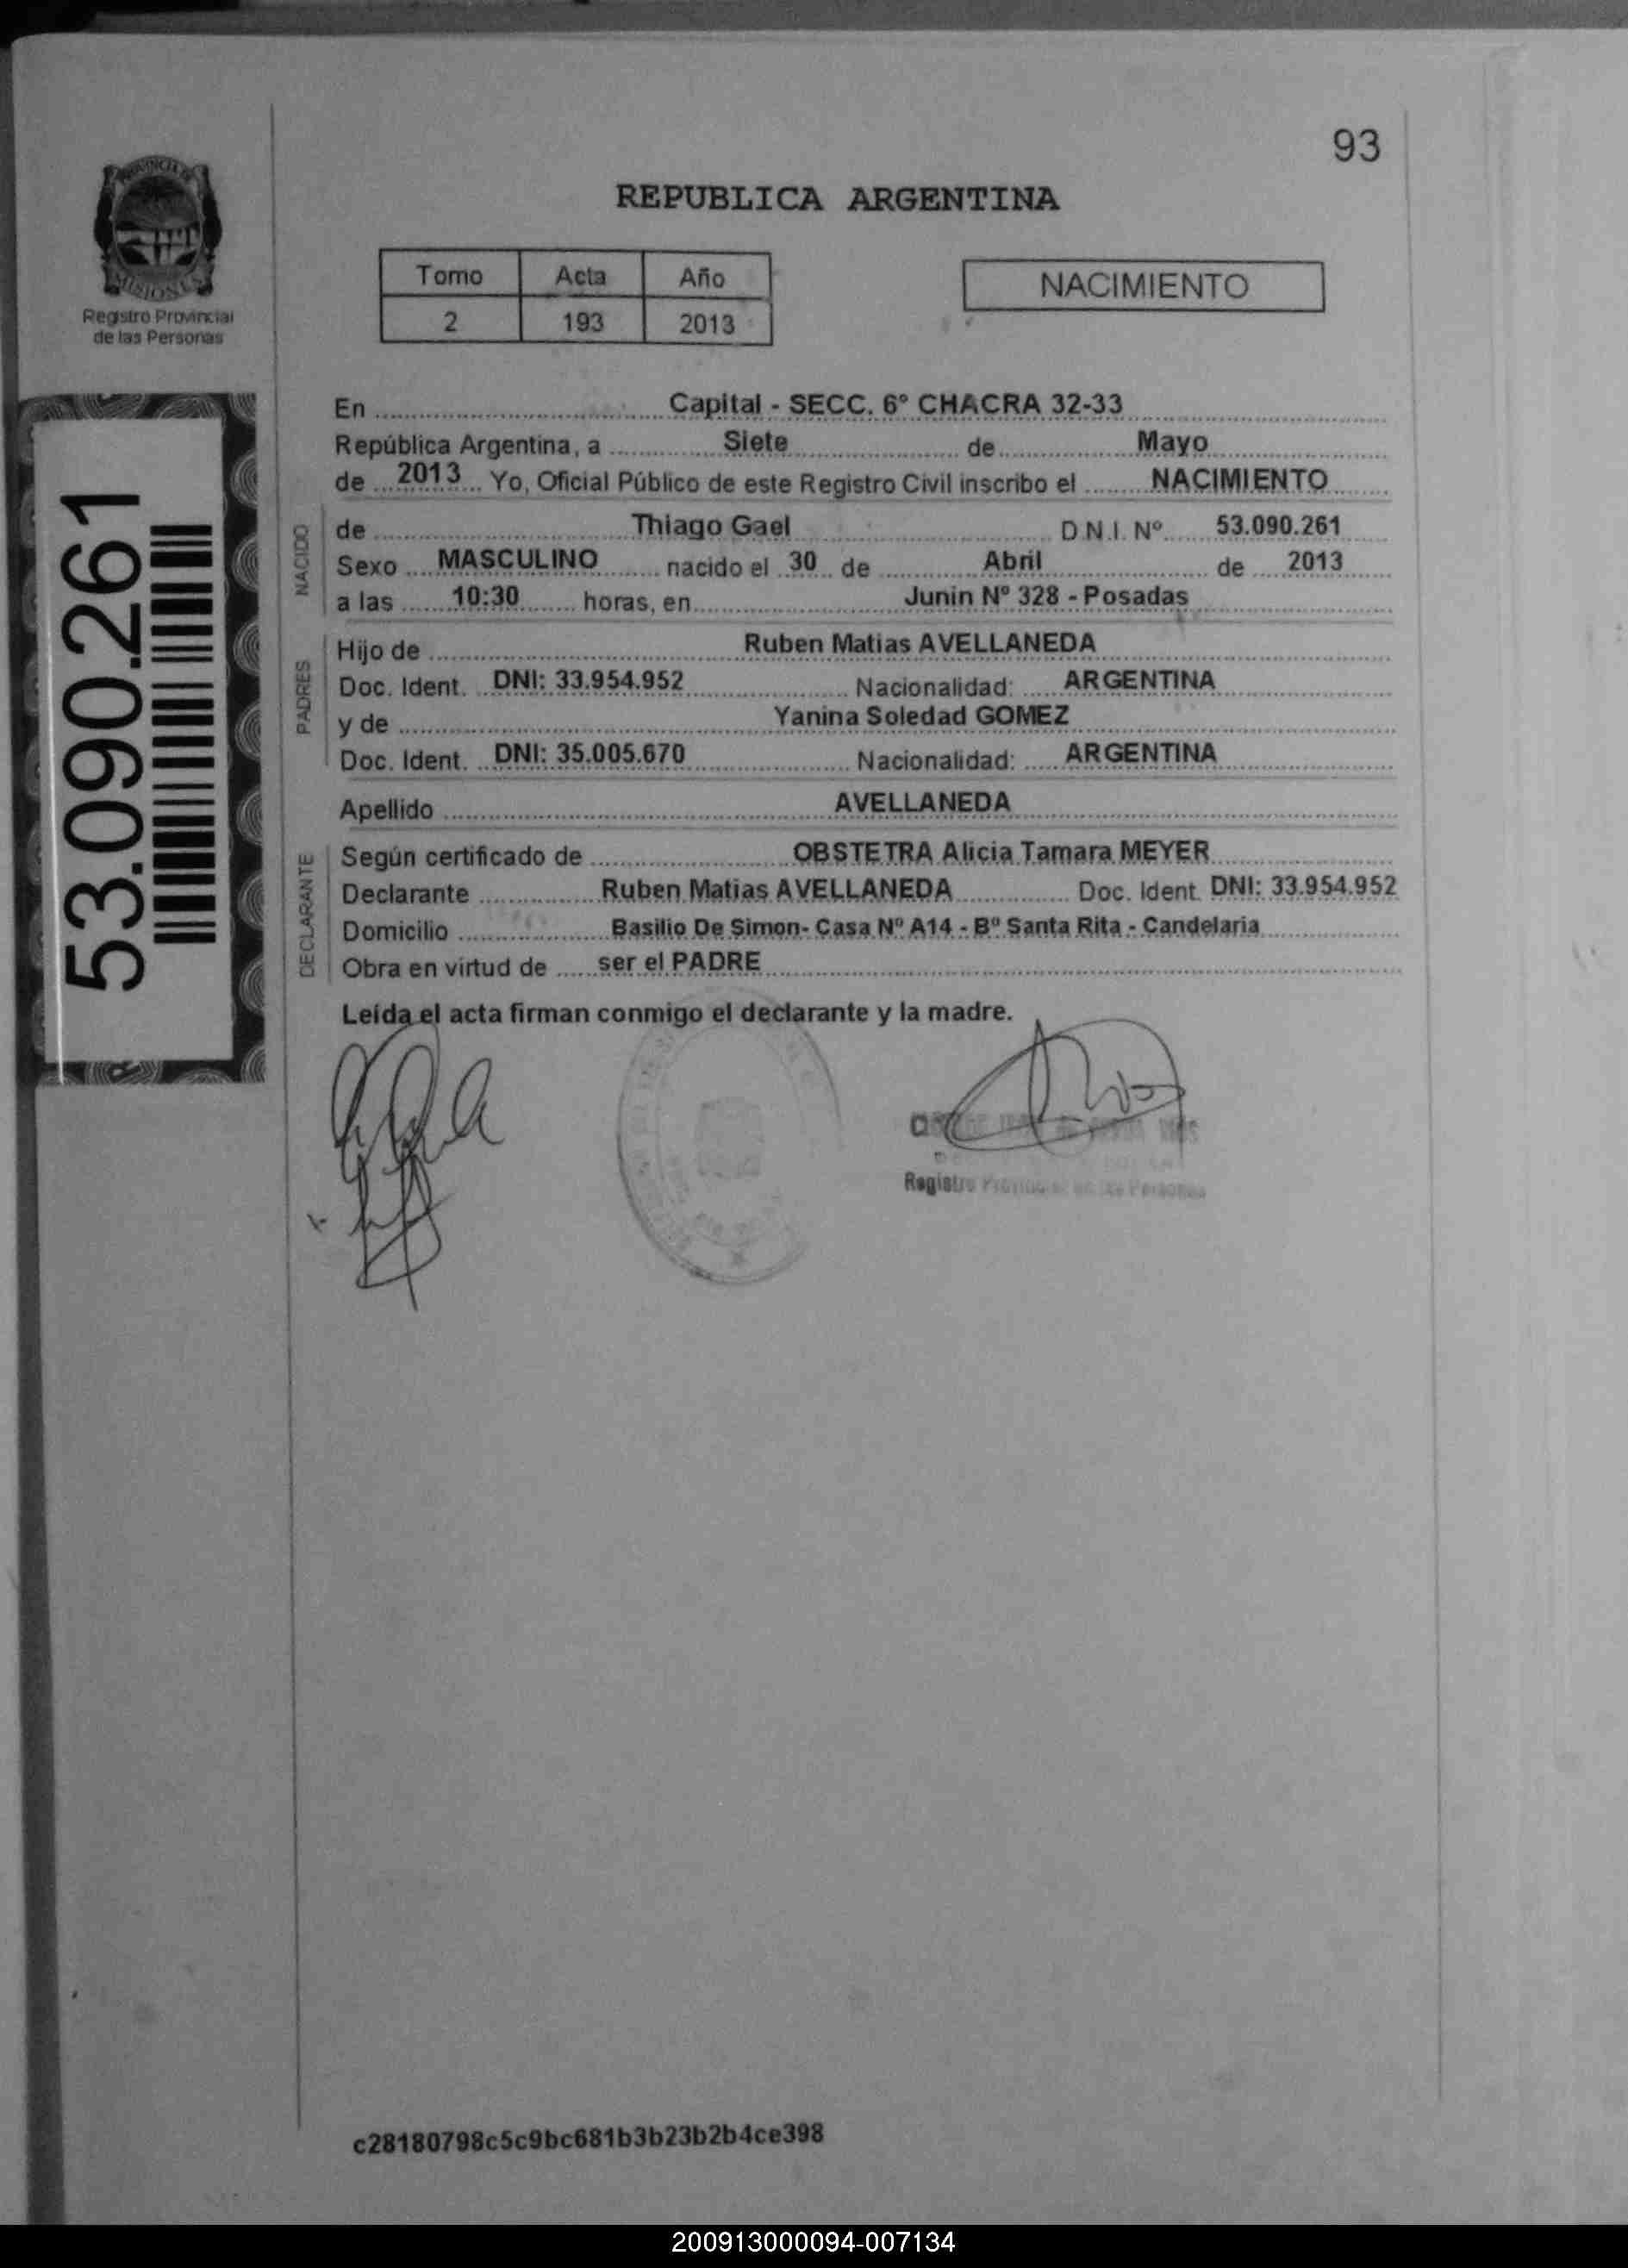 93
PROVINCIA DE
MISIONES
Registro Provincial
de las Personas
REPUBLICA ARGENTINA
Tomo Acta Año
2 193 2013
NACIMIENTO
53.090.261
En Capital - SECC. 6° CHACRA 32-33
República Argentina, a Siete de Mayo
de 2013 Yo, Oficial Público de este Registro Civil inscribo el NACIMIENTO
NACIDO
de Thiago Gael D.N.I. Nº 53.090.261
Sexo MASCULINO nacido el 30 de Abril de 2013
a las 10:30 horas, en Junin Nº 328 - Posadas
PADRES
Hijo de Ruben Matias AVELLANEDA
Doc. Ident. DNI: 33.954.952 Nacionalidad: ARGENTINA
y de Yanina Soledad GOMEZ
Doc. Ident. DNI: 35.005.670 Nacionalidad: ARGENTINA
Apellido AVELLANEDA
DECLARANTE
Según certificado de OBSTETRA Alicia Tamara MEYER
Declarante Ruben Matias AVELLANEDA Doc. Ident. DNI: 33.954.952
Domicilio Basilio De Simon- Casa Nº A14 - Bº Santa Rita - Candelaria
Obra en virtud de ser el PADRE
Leída el acta firman conmigo el declarante y la madre.
Registro Provincial de las Personas
c28180798c5c9bc681b3b23b2b4ce398
200913000094-007134